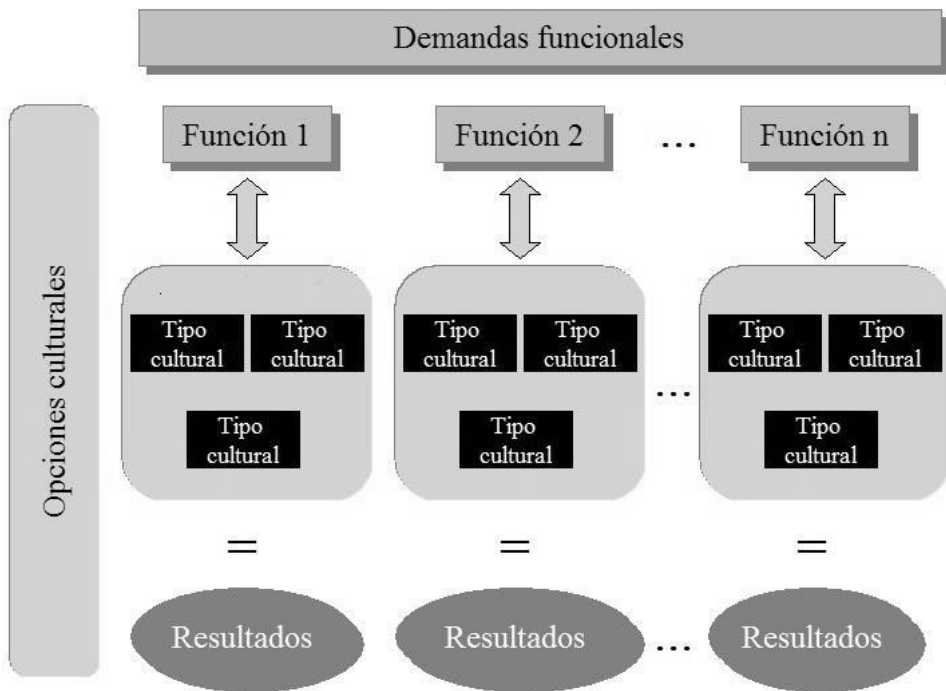 Demandas funcionales
Función 1
Función 2
...
Función n
Opciones culturales
Tipo
cultural
Tipo
cultural
Tipo
cultural
Tipo
cultural
Tipo
cultural
Tipo
cultural
...
Tipo
cultural
Tipo
cultural
Tipo
cultural
=
=
=
Resultados
Resultados
...
Resultados